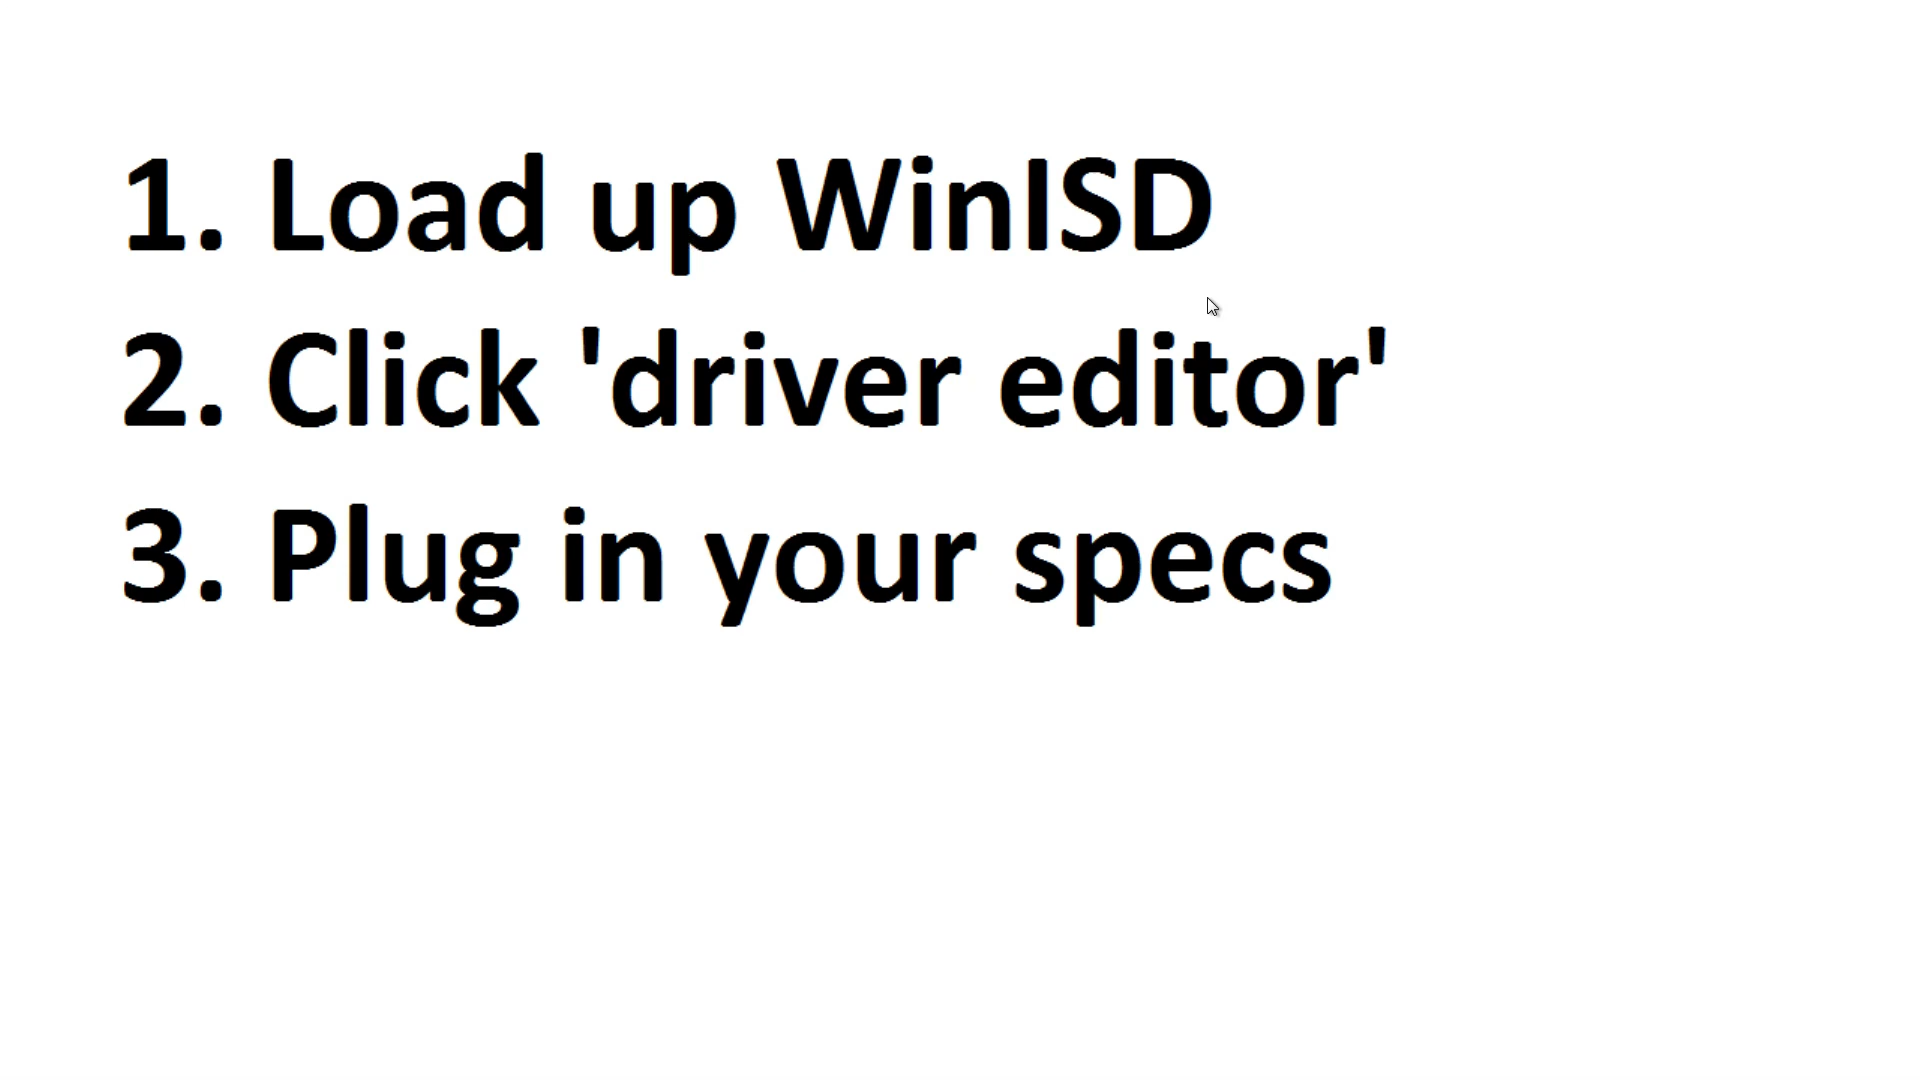 1. Load up WinISD
2. Click 'driver editor'
3. Plug in your specs